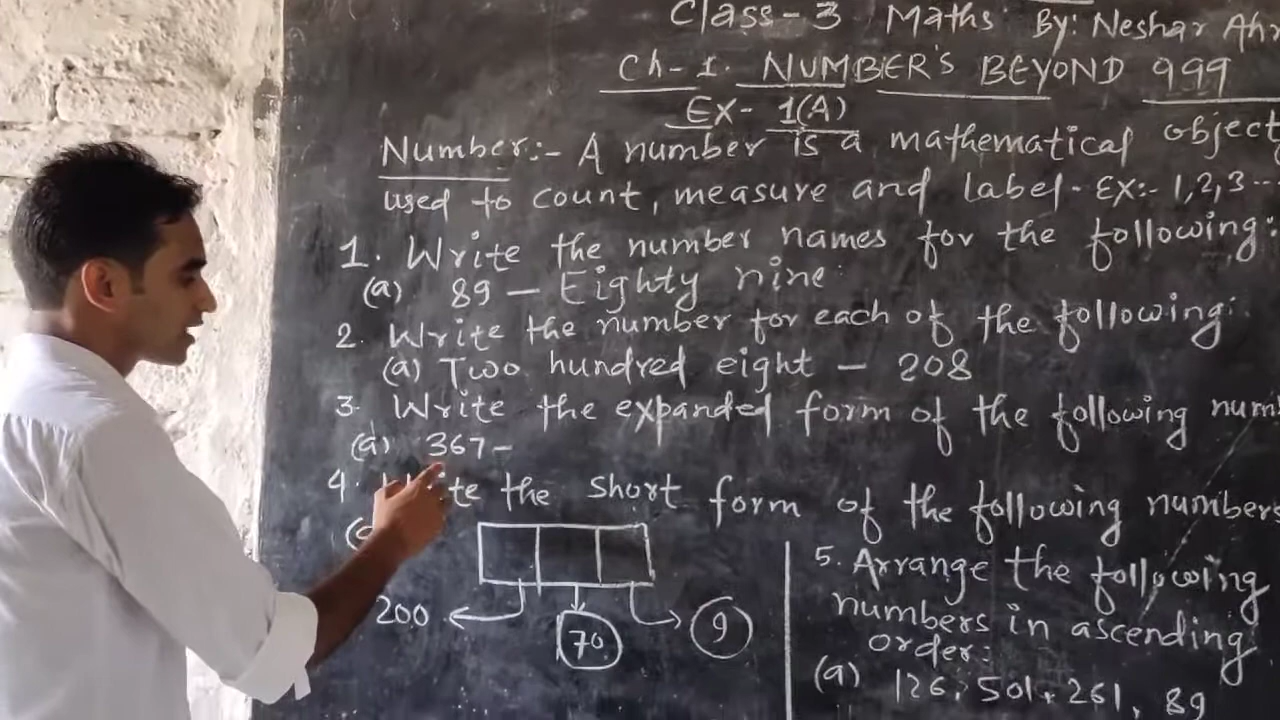 Class-3 Maths By: Neshar
Ch-1. NUMBER'S BEYOND 999
Ex- 1(A)
Number:- A number is a mathematical object
used to count, measure and label. Ex:- 1,2,3 --
1. Write the number names for the following:
(a) 89 - Eighty nine
2. Write the number for each of the following:
(a) Two hundred eight - 208
3. Write the expanded form of the following
(a) 367-
4. the short form of the following numbers
200
70
9
5. Arrange the following
numbers in ascending
order:
(a) 126, 501, 261, 89